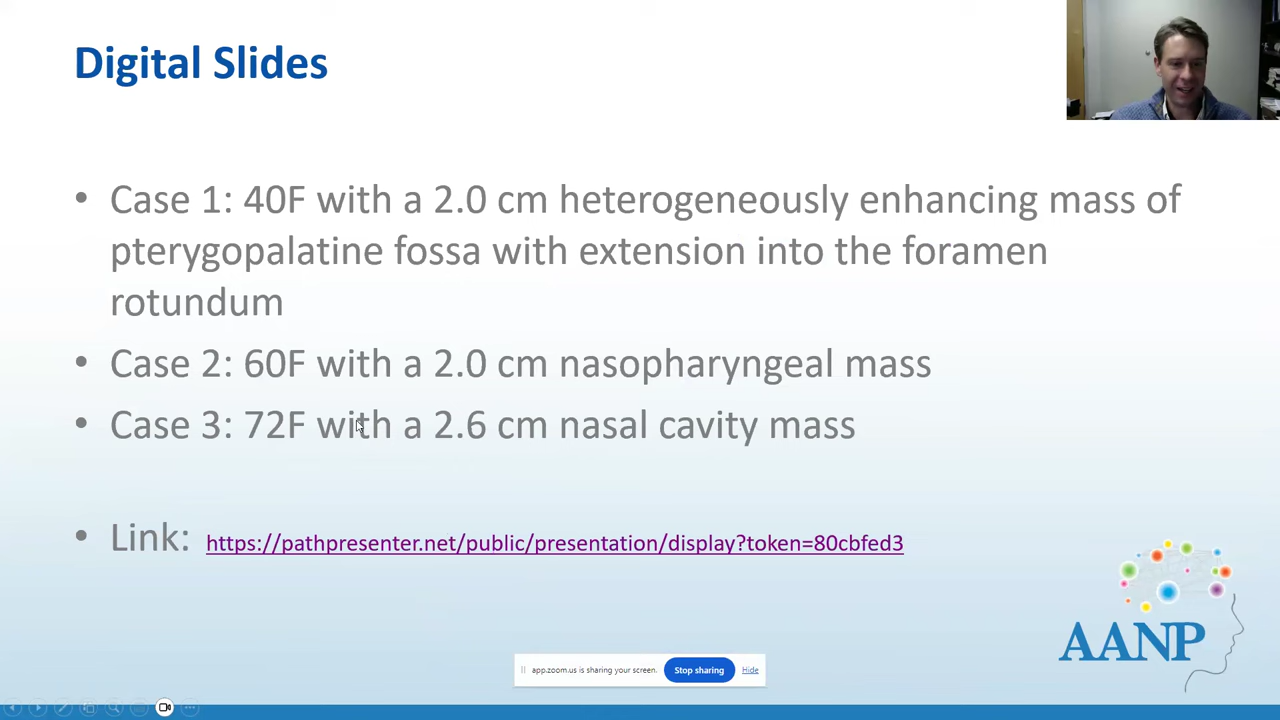 Digital Slides
• Case 1: 40F with a 2.0 cm heterogeneously enhancing mass of
pterygopalatine fossa with extension into the foramen
rotundum
• Case 2: 60F with a 2.0 cm nasopharyngeal mass
• Case 3: 72F with a 2.6 cm nasal cavity mass
• Link: https://pathpresenter.net/public/presentation/display?token=80cbfed3
AANP
app.zoom.us is sharing your screen. Stop sharing Hide